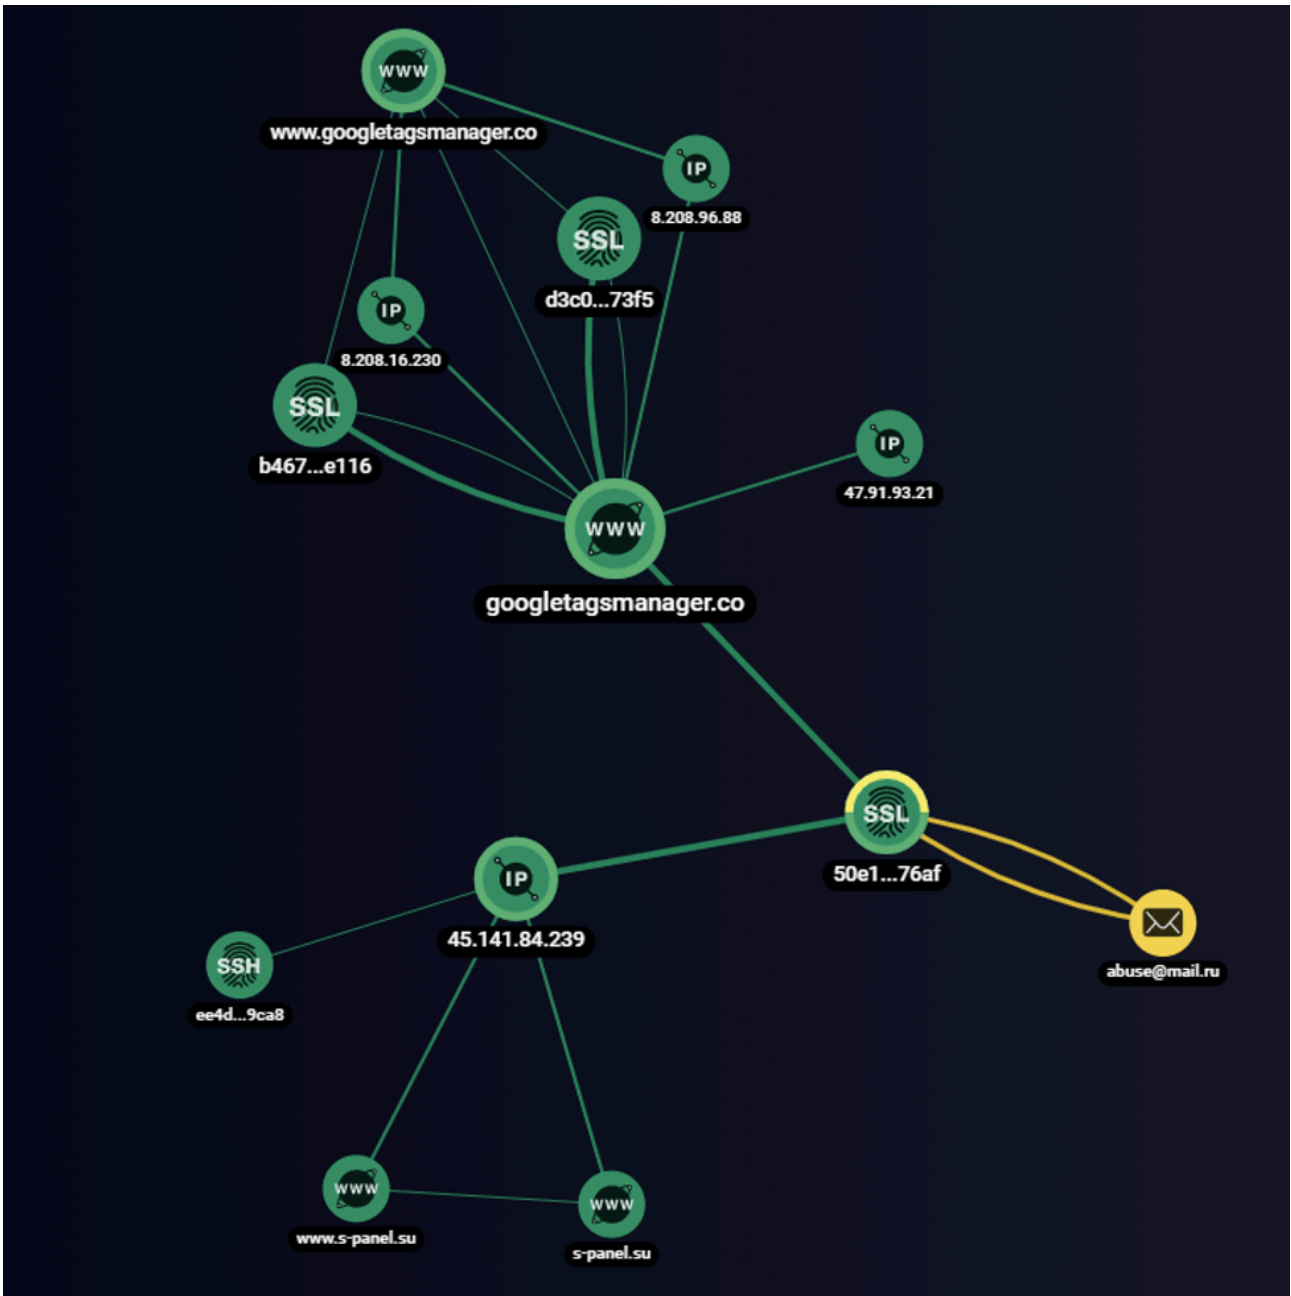 WWW
www.googletagsmanager.co
IP
8.208.96.88
SSL
d3c0...73f5
IP
8.208.16.230
SSL
b467...e116
IP
47.91.93.21
WWW
googletagsmanager.co
SSL
50e1...76af
IP
45.141.84.239
abuse@mail.ru
SSH
ee4d...9ca8
WWW
www.s-panel.su
WWW
s-panel.su